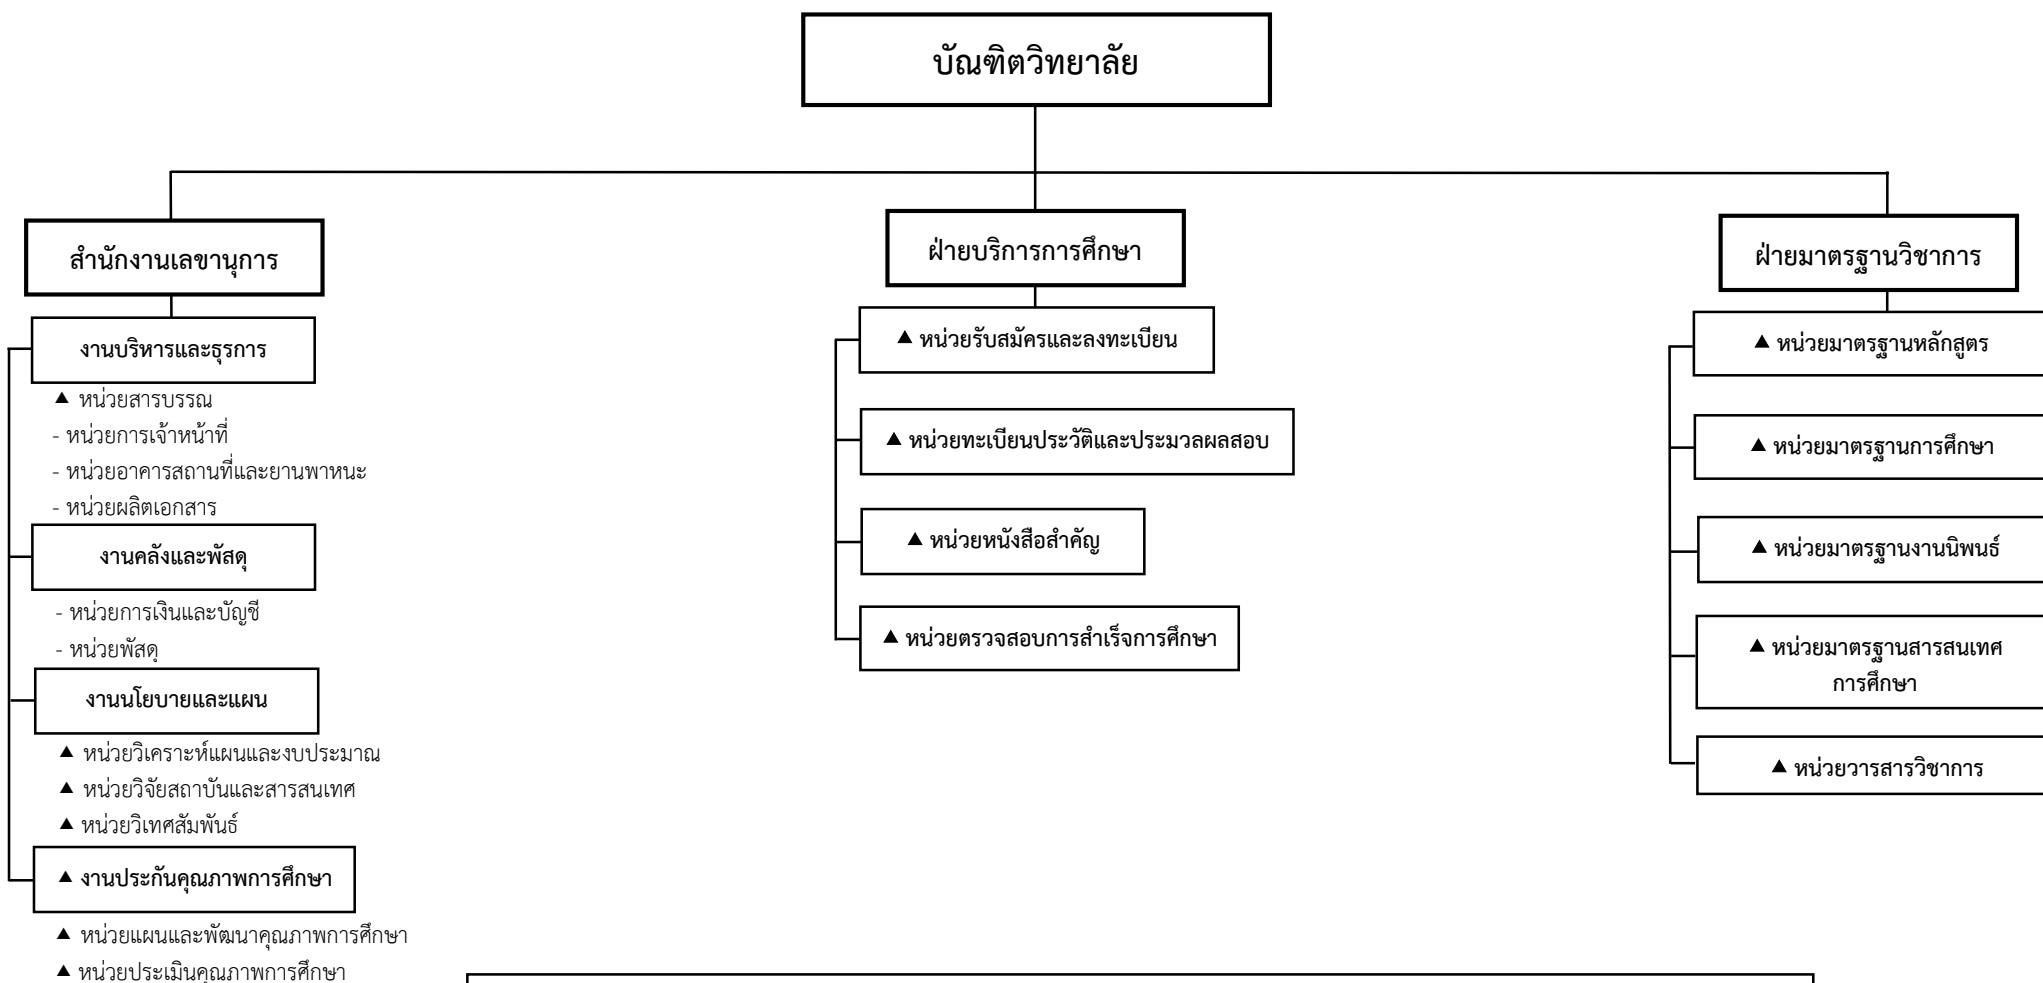 บัณฑิตวิทยาลัย
สำนักงานเลขานุการ
งานบริหารและธุรการ
▲ หน่วยสารบรรณ
- หน่วยการเจ้าหน้าที่
- หน่วยอาคารสถานที่และยานพาหนะ
- หน่วยผลิตเอกสาร
งานคลังและพัสดุ
- หน่วยการเงินและบัญชี
- หน่วยพัสดุ
งานนโยบายและแผน
▲ หน่วยวิเคราะห์แผนและงบประมาณ
▲ หน่วยวิจัยสถาบันและสารสนเทศ
▲ หน่วยวิเทศสัมพันธ์
▲ งานประกันคุณภาพการศึกษา
▲ หน่วยแผนและพัฒนาคุณภาพการศึกษา
▲ หน่วยประเมินคุณภาพการศึกษา
ฝ่ายบริการการศึกษา
▲ หน่วยรับสมัครและลงทะเบียน
▲ หน่วยทะเบียนประวัติและประมวลผลสอบ
▲ หน่วยหนังสือสำคัญ
▲ หน่วยตรวจสอบการสำเร็จการศึกษา
ฝ่ายมาตรฐานวิชาการ
▲ หน่วยมาตรฐานหลักสูตร
▲ หน่วยมาตรฐานการศึกษา
▲ หน่วยมาตรฐานงานนิพนธ์
▲ หน่วยมาตรฐานสารสนเทศ
การศึกษา
▲ หน่วยวารสารวิชาการ